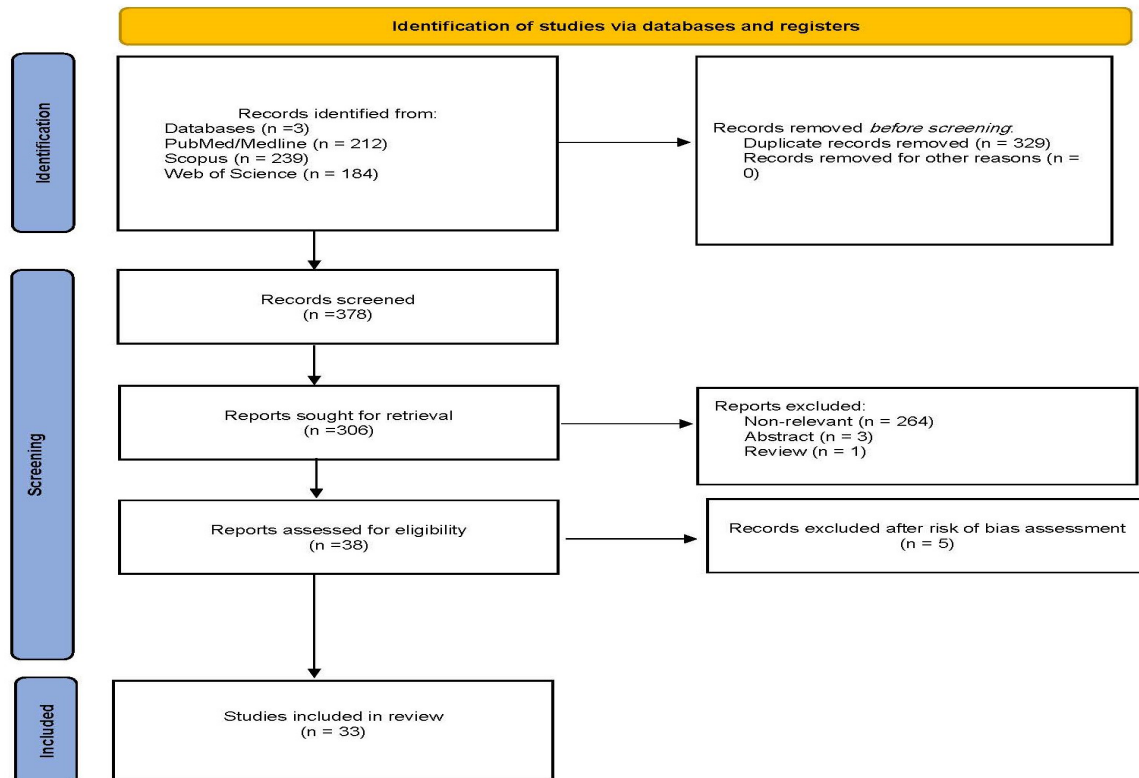 Identification of studies via databases and registers
Identification
Records identified from:
Databases (n =3)
PubMed/Medline (n = 212)
Scopus (n = 239)
Web of Science (n = 184)
Records removed before screening:
Duplicate records removed (n = 329)
Records removed for other reasons (n =
0)
Screening
Records screened
(n =378)
Reports sought for retrieval
(n =306)
Reports excluded:
Non-relevant (n = 264)
Abstract (n = 3)
Review (n = 1)
Reports assessed for eligibility
(n =38)
Records excluded after risk of bias assessment
(n = 5)
Included
Studies included in review
(n = 33)